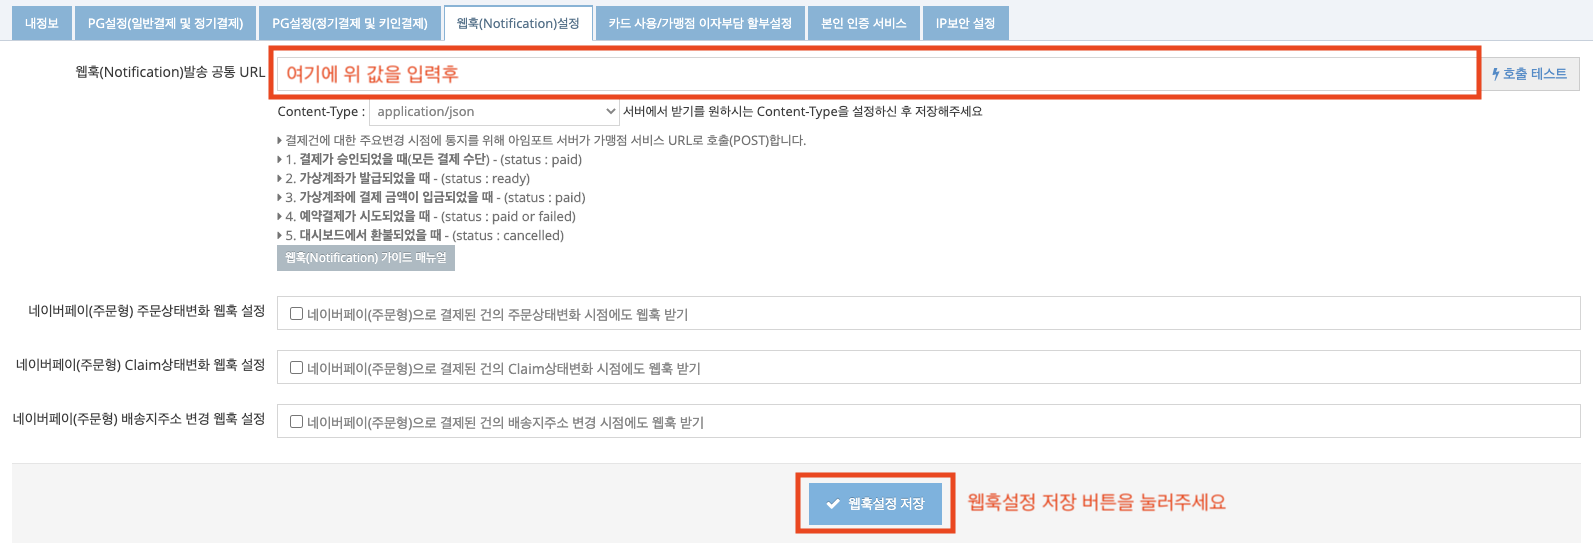 내정보
PG설정(일반결제 및 정기결제)
PG설정(정기결제 및 키인결제)
웹훅(Notification)설정
카드 사용/가맹점 이자부담 할부설정
본인 인증 서비스
IP보안 설정
웹훅(Notification)발송 공통 URL
여기에 위 값을 입력후
호출 테스트
Content-Type : application/json 서버에서 받기를 원하시는 Content-Type을 설정하신 후 저장해주세요
결제건에 대한 주요변경 시점에 통지를 위해 아임포트 서버가 가맹점 서비스 URL로 호출(POST)합니다.
1. 결제가 승인되었을 때(모든 결제 수단) - (status : paid)
2. 가상계좌가 발급되었을 때 - (status : ready)
3. 가상계좌에 결제 금액이 입금되었을 때 - (status : paid)
4. 예약결제가 시도되었을 때 - (status : paid or failed)
5. 대시보드에서 환불되었을 때 - (status : cancelled)
웹훅(Notification) 가이드 매뉴얼
네이버페이(주문형) 주문상태변화 웹훅 설정
네이버페이(주문형)으로 결제된 건의 주문상태변화 시점에도 웹훅 받기
네이버페이(주문형) Claim상태변화 웹훅 설정
네이버페이(주문형)으로 결제된 건의 Claim상태변화 시점에도 웹훅 받기
네이버페이(주문형) 배송지주소 변경 웹훅 설정
네이버페이(주문형)으로 결제된 건의 배송지주소 변경 시점에도 웹훅 받기
웹훅설정 저장
웹훅설정 저장 버튼을 눌러주세요